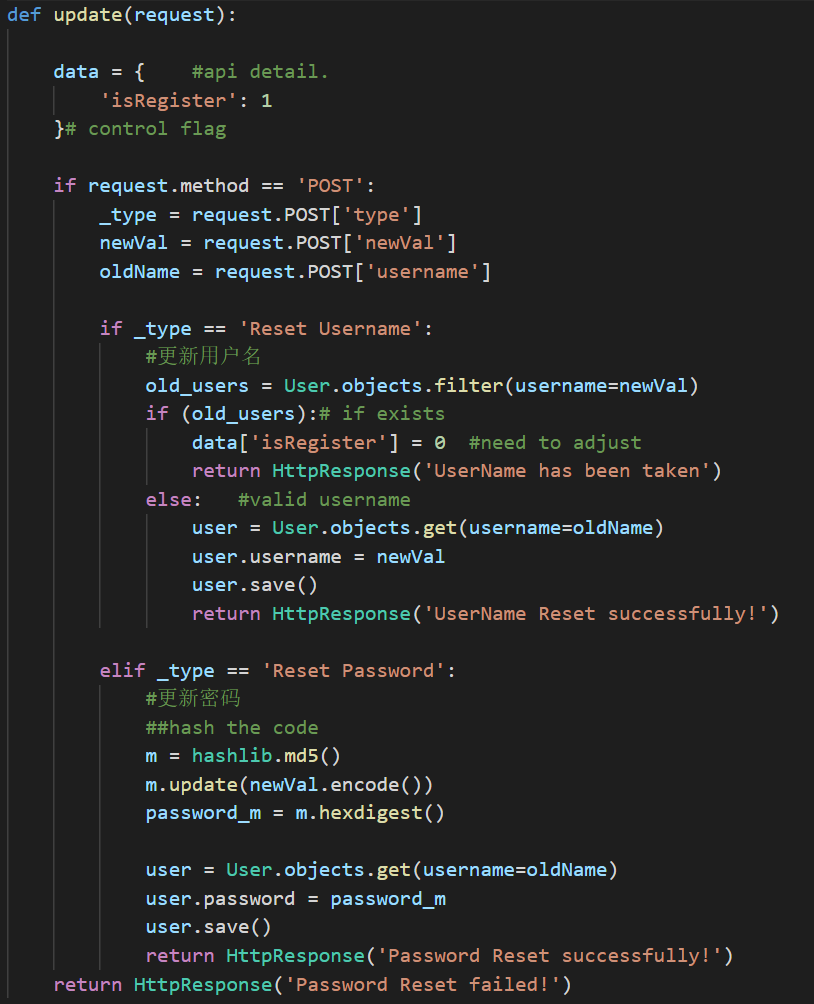 def update(request):
data = {    #api detail.
'isRegister': 1
}# control flag
if request.method == 'POST':
_type = request.POST['type']
newVal = request.POST['newVal']
oldName = request.POST['username']
if _type == 'Reset Username':
#更新用户名
old_users = User.objects.filter(username=newVal)
if (old_users):# if exists
data['isRegister'] = 0  #need to adjust
return HttpResponse('UserName has been taken')
else:   #valid username
user = User.objects.get(username=oldName)
user.username = newVal
user.save()
return HttpResponse('UserName Reset successfully!')
elif _type == 'Reset Password':
#更新密码
##hash the code
m = hashlib.md5()
m.update(newVal.encode())
password_m = m.hexdigest()
user = User.objects.get(username=oldName)
user.password = password_m
user.save()
return HttpResponse('Password Reset successfully!')
return HttpResponse('Password Reset failed!')